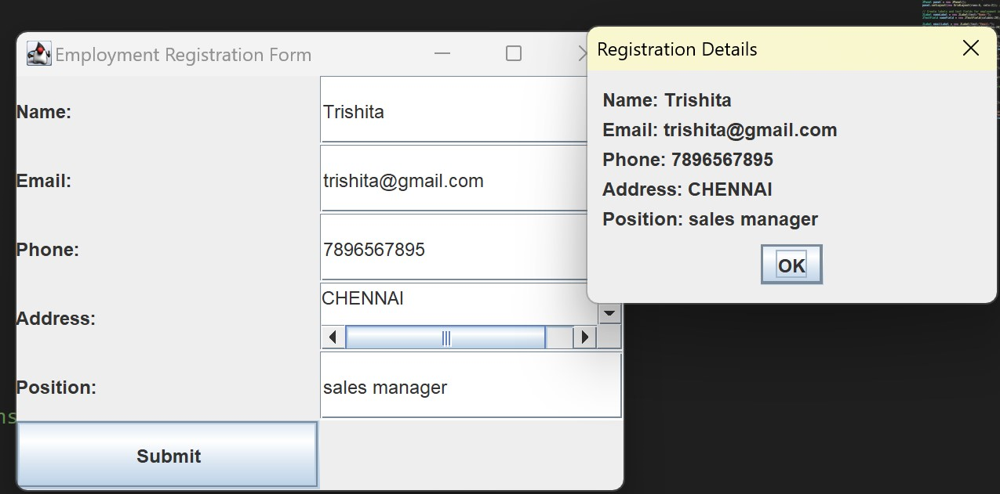 Employment Registration Form
Name:
Trishita
Email:
trishita@gmail.com
Phone:
7896567895
Address:
CHENNAI
Position:
sales manager
Submit
Registration Details
Name: Trishita
Email: trishita@gmail.com
Phone: 7896567895
Address: CHENNAI
Position: sales manager
OK